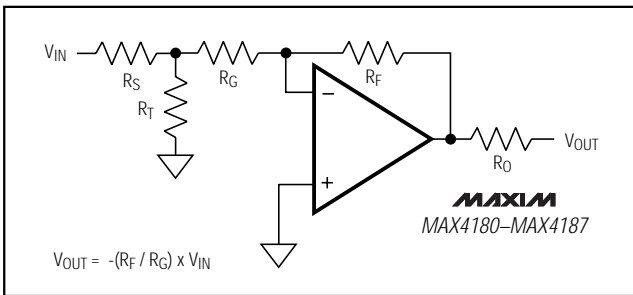 VIN
RS
RG
RF
RT
−
+
RO
VOUT
MAXIM
MAX4180–MAX4187
VOUT = -(RF / RG) x VIN